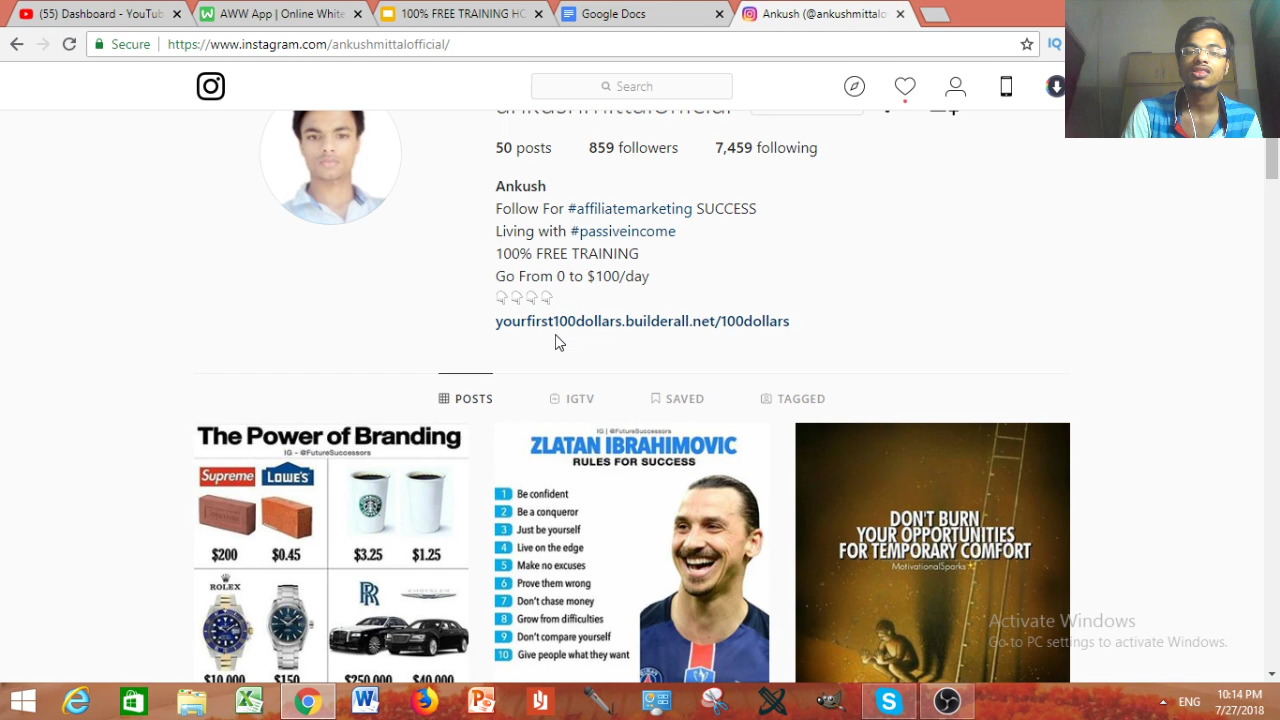 (55) Dashboard - YouTub
AWW App | Online White
100% FREE TRAINING HO
Google Docs
Ankush (@ankushmittalo
Secure
https://www.instagram.com/ankushmittalofficial/
IQ
Search
ankushmittalofficial
50 posts 859 followers 7,459 following
Ankush
Follow For #affiliatemarketing SUCCESS
Living with #passiveincome
100% FREE TRAINING
Go From 0 to $100/day
yourfirst100dollars.builderall.net/100dollars
POSTS IGTV SAVED TAGGED
The Power of Branding
IG - @FutureSuccessors
Supreme LOWE'S
$200 $0.45 $3.25 $1.25
ROLEX CHRYSLER
$10,000 $150 $250,000 $40,000
IG | @FutureSuccessors
ZLATAN IBRAHIMOVIC
RULES FOR SUCCESS
1 Be confident
2 Be a conqueror
3 Just be yourself
4 Live on the edge
5 Make no excuses
6 Prove them wrong
7 Don't chase money
8 Grow from difficulties
9 Don't compare yourself
10 Give people what they want
DON'T BURN
YOUR OPPORTUNITIES
FOR TEMPORARY COMFORT
MotivationalSparks
Activate Windows
Go to PC settings to activate Windows.
ENG
10:14 PM
7/27/2018